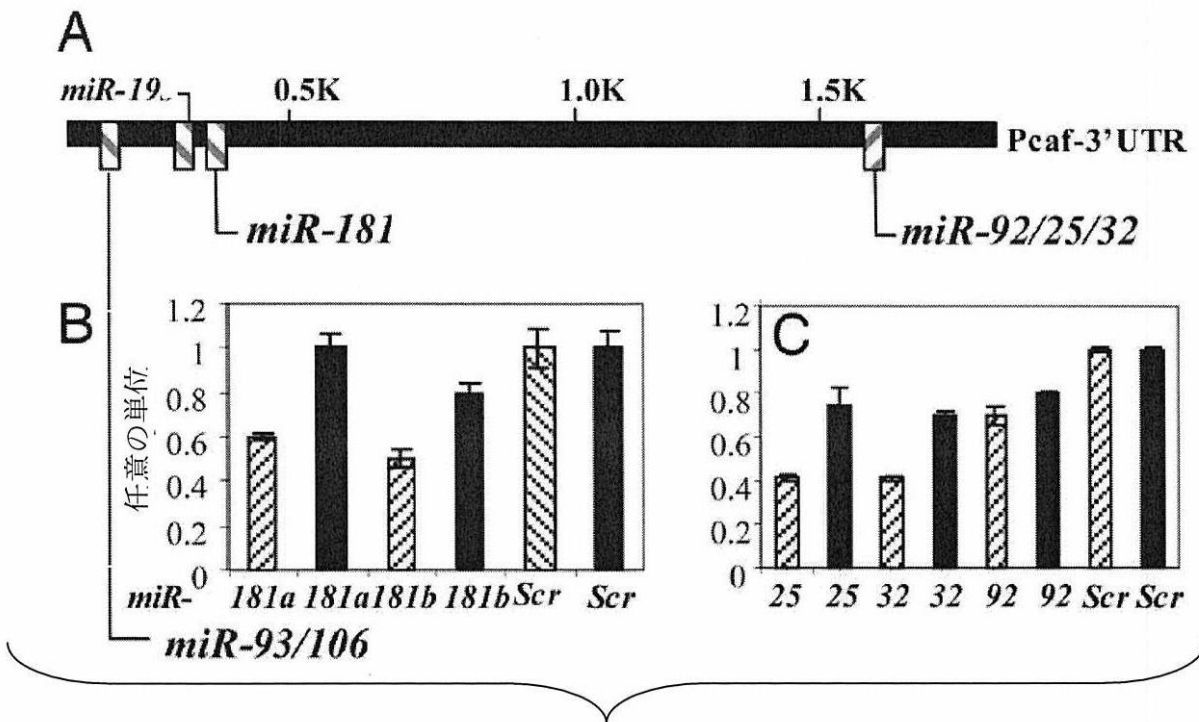 A
miR-19 0.5K 1.0K 1.5K
Pcaf-3'UTR
miR-181 miR-92/25/32
B
任意の単位
1.2
1
0.8
0.6
0.4
0.2
0
miR- 181a 181a 181b 181b Scr Scr
miR-93/106
C
1.2
1
0.8
0.6
0.4
0.2
0
25 25 32 32 92 92 Scr Scr